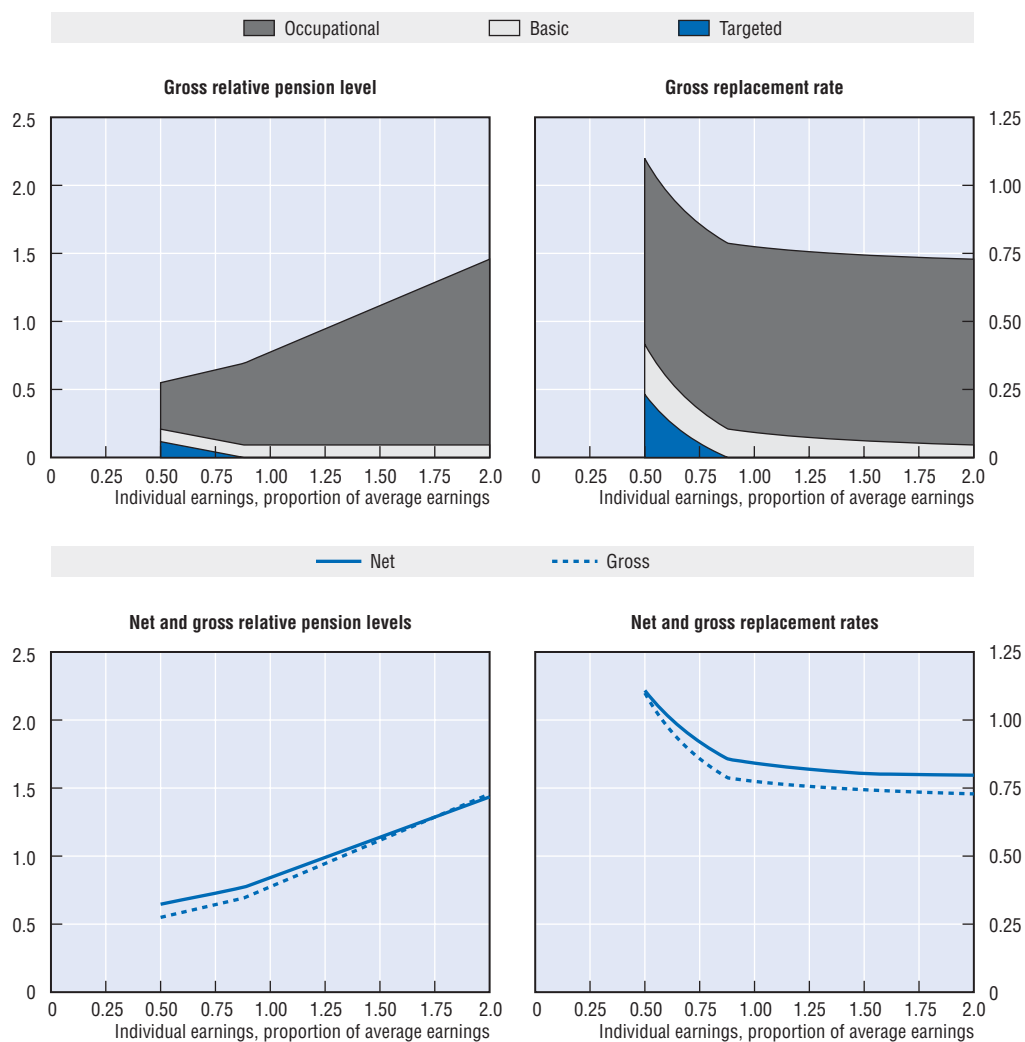 Occupational Basic Targeted
Gross relative pension level Gross replacement rate
2.5 1.25
2.0 1.00
1.5 0.75
1.0 0.50
0.5 0.25
0 0
0 0.25 0.50 0.75 1.00 1.25 1.50 1.75 2.0 0 0.25 0.50 0.75 1.00 1.25 1.50 1.75 2.0
Individual earnings, proportion of average earnings Individual earnings, proportion of average earnings
Net Gross
Net and gross relative pension levels Net and gross replacement rates
2.5 1.25
2.0 1.00
1.5 0.75
1.0 0.50
0.5 0.25
0 0
0 0.25 0.50 0.75 1.00 1.25 1.50 1.75 2.0 0 0.25 0.50 0.75 1.00 1.25 1.50 1.75 2.0
Individual earnings, proportion of average earnings Individual earnings, proportion of average earnings